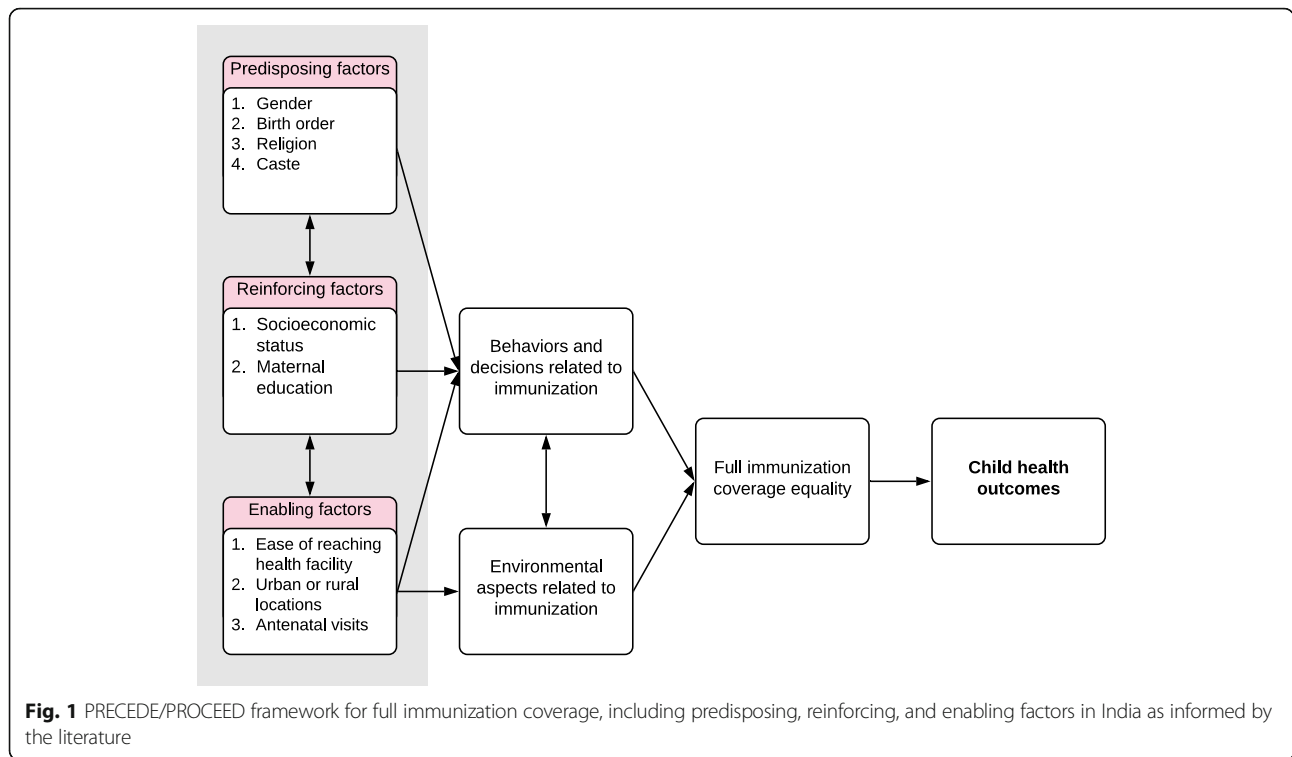 Predisposing factors
1. Gender
2. Birth order
3. Religion
4. Caste
Reinforcing factors
1. Socioeconomic
status
2. Maternal
education
Enabling factors
1. Ease of reaching
health facility
2. Urban or rural
locations
3. Antenatal visits
Behaviors and
decisions related to
immunization
Environmental
aspects related to
immunization
Full immunization
coverage equality
Child health
outcomes
Fig. 1 PRECEDE/PROCEED framework for full immunization coverage, including predisposing, reinforcing, and enabling factors in India as informed by
the literature